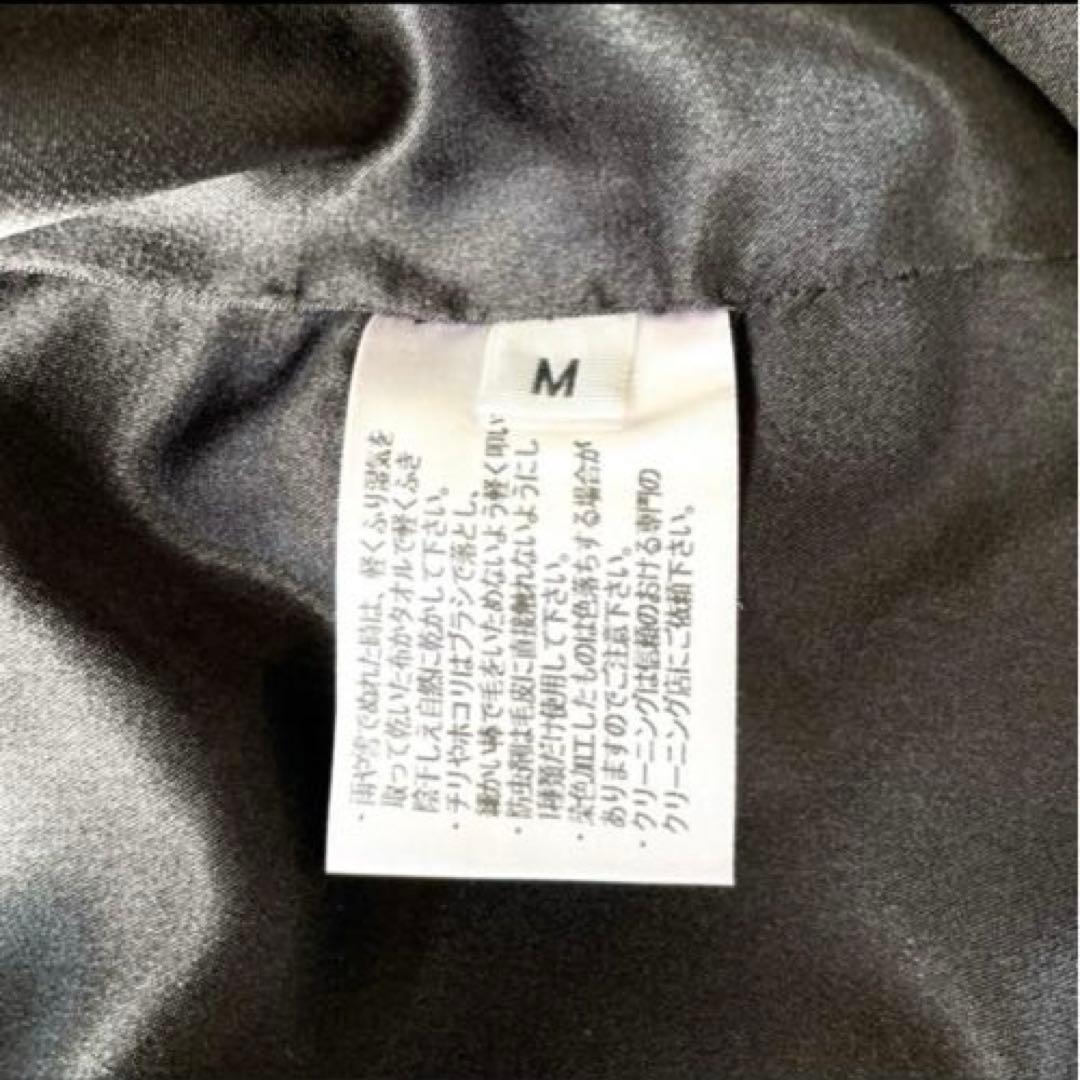 M
・雨や雪でぬれた時は、軽くふり湿気を
取って乾いた布かタオルで軽くふき
陰干しえ自然に乾かして下さい。
・チリやホコリはブラシで落とし、
細かい棒で毛をいためないよう軽く叩い
・防虫剤は毛皮に直接触れないようにし
1種類だけ使用して下さい。
・染色加工したものは色落ちする場合が
ありますのでご注意下さい。
・クリーニングは信頼のおける専門の
クリーニング店にご依頼下さい。